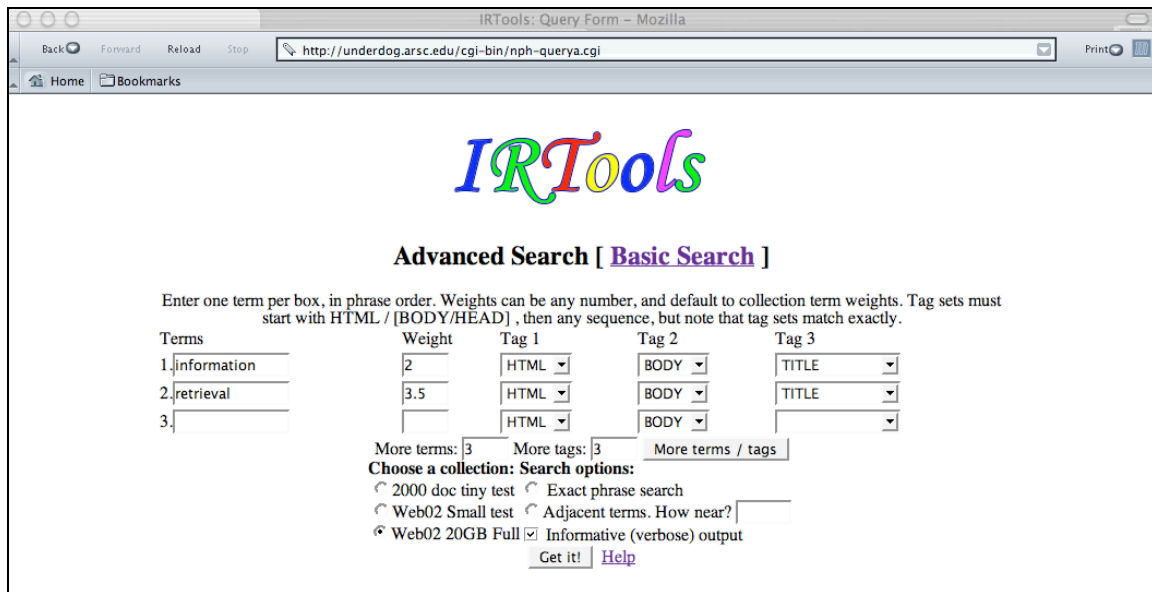 IRTools: Query Form – Mozilla
Back Forward Reload Stop http://underdog.arsc.edu/cgi-bin/nph-querya.cgi Print
Home Bookmarks
IRTools
Advanced Search [ Basic Search ]
Enter one term per box, in phrase order. Weights can be any number, and default to collection term weights. Tag sets must
start with HTML / [BODY/HEAD] , then any sequence, but note that tag sets match exactly.
Terms Weight Tag 1 Tag 2 Tag 3
1. information 2 HTML BODY TITLE
2. retrieval 3.5 HTML BODY TITLE
3. HTML BODY
More terms: 3 More tags: 3 More terms / tags
Choose a collection: Search options:
2000 doc tiny test Exact phrase search
Web02 Small test Adjacent terms. How near?
Web02 20GB Full Informative (verbose) output
Get it! Help